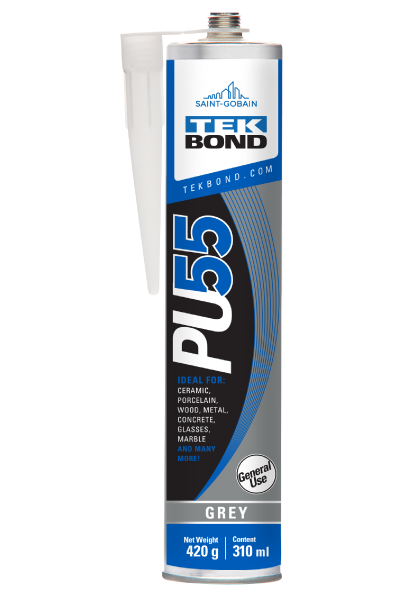 SAINT-GOBAIN
TEK
BOND
TEKBOND.COM
PU55
IDEAL FOR:
CERAMIC,
PORCELAIN,
WOOD, METAL,
CONCRETE,
GLASSES,
MARBLE
AND MANY
MORE!
General
Use
GREY
Net Weight
420 g
Content
310 ml